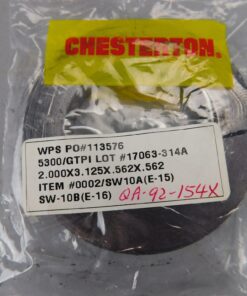 CHESTERTON.
WPS PO#113576
5300/GTPI LOT #17063-314A
2.000X3.125X.562X.562
ITEM #0002/SW10A(E-15)
SW-10B(E-16) QA-92-154X